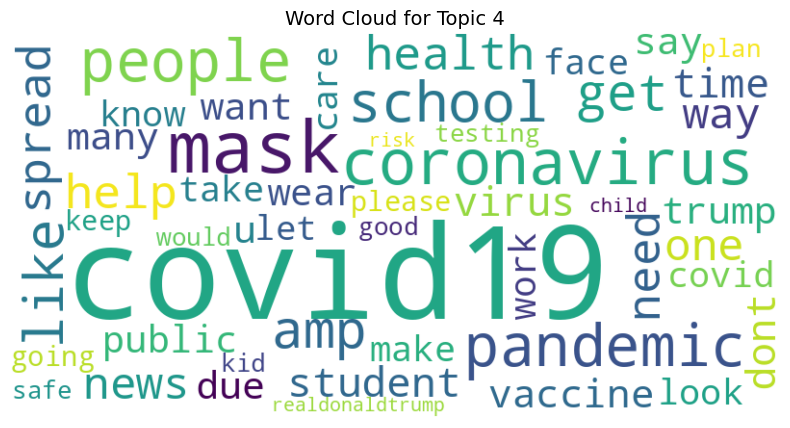 Word Cloud for Topic 4
say
plan
people
health
face
time
get
way
school
care
know
want
spread
many
mask
risk
testing
coronavirus
help
take
wear
please
virus
child
trump
keep
would
u
let
good
one
covid19
like
work
need
covid
dont
public
amp
make
pandemic
look
going
kid
news
due
student
vaccine
safe
realdonaldtrump